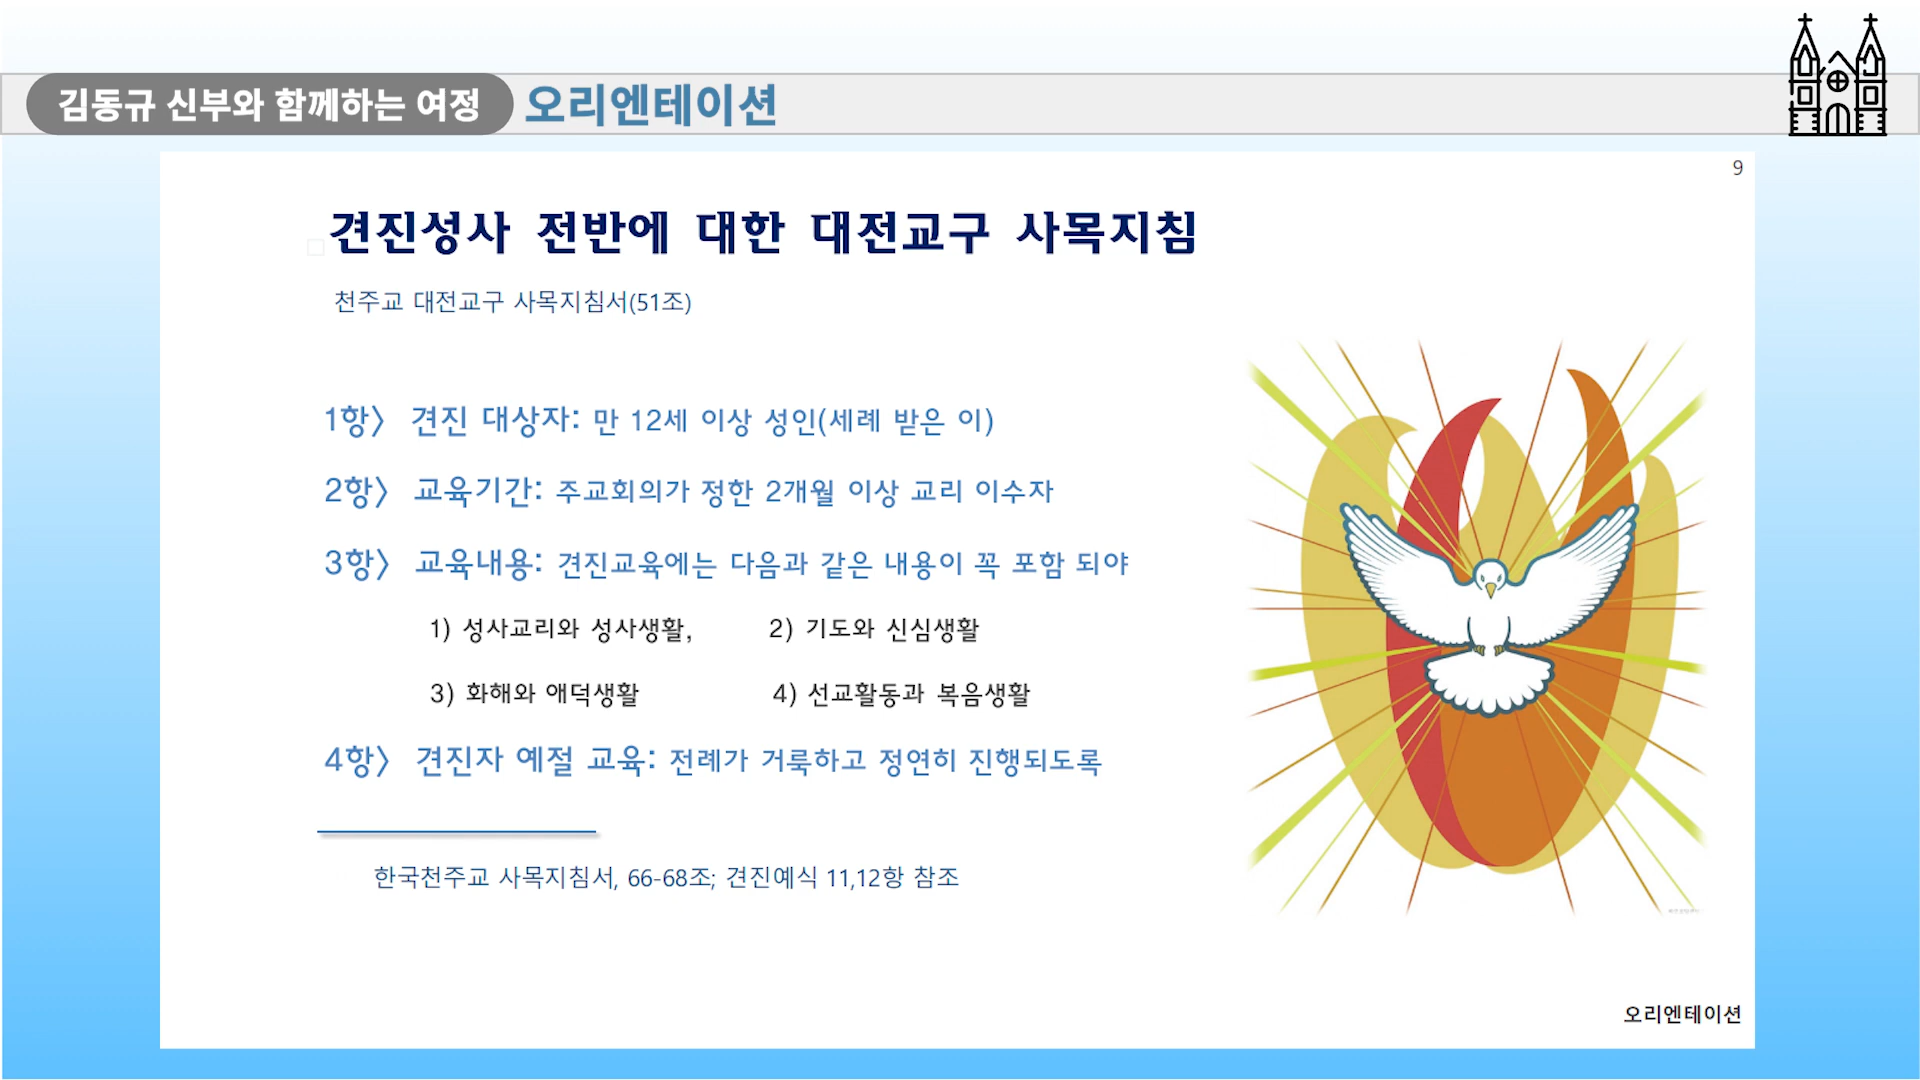 김동규 신부와 함께하는 여정 오리엔테이션
9
견진성사 전반에 대한 대전교구 사목지침
천주교 대전교구 사목지침서(51조)
1항〉 견진 대상자: 만 12세 이상 성인(세례 받은 이)
2항〉 교육기간: 주교회의가 정한 2개월 이상 교리 이수자
3항〉 교육내용: 견진교육에는 다음과 같은 내용이 꼭 포함 되야
1) 성사교리와 성사생활, 2) 기도와 신심생활
3) 화해와 애덕생활 4) 선교활동과 복음생활
4항〉 견진자 예절 교육: 전례가 거룩하고 정연히 진행되도록
한국천주교 사목지침서, 66-68조; 견진예식 11,12항 참조
오리엔테이션